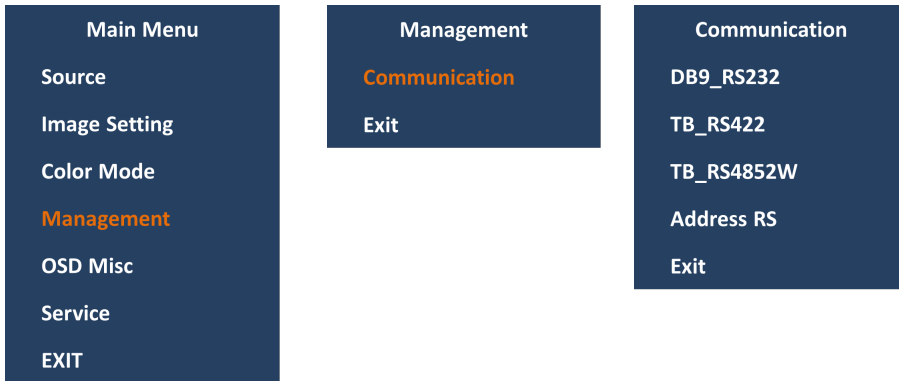 Main Menu
Source
Image Setting
Color Mode
Management
OSD Misc
Service
EXIT
Management
Communication
Exit
Communication
DB9_RS232
TB_RS422
TB_RS4852W
Address RS
Exit